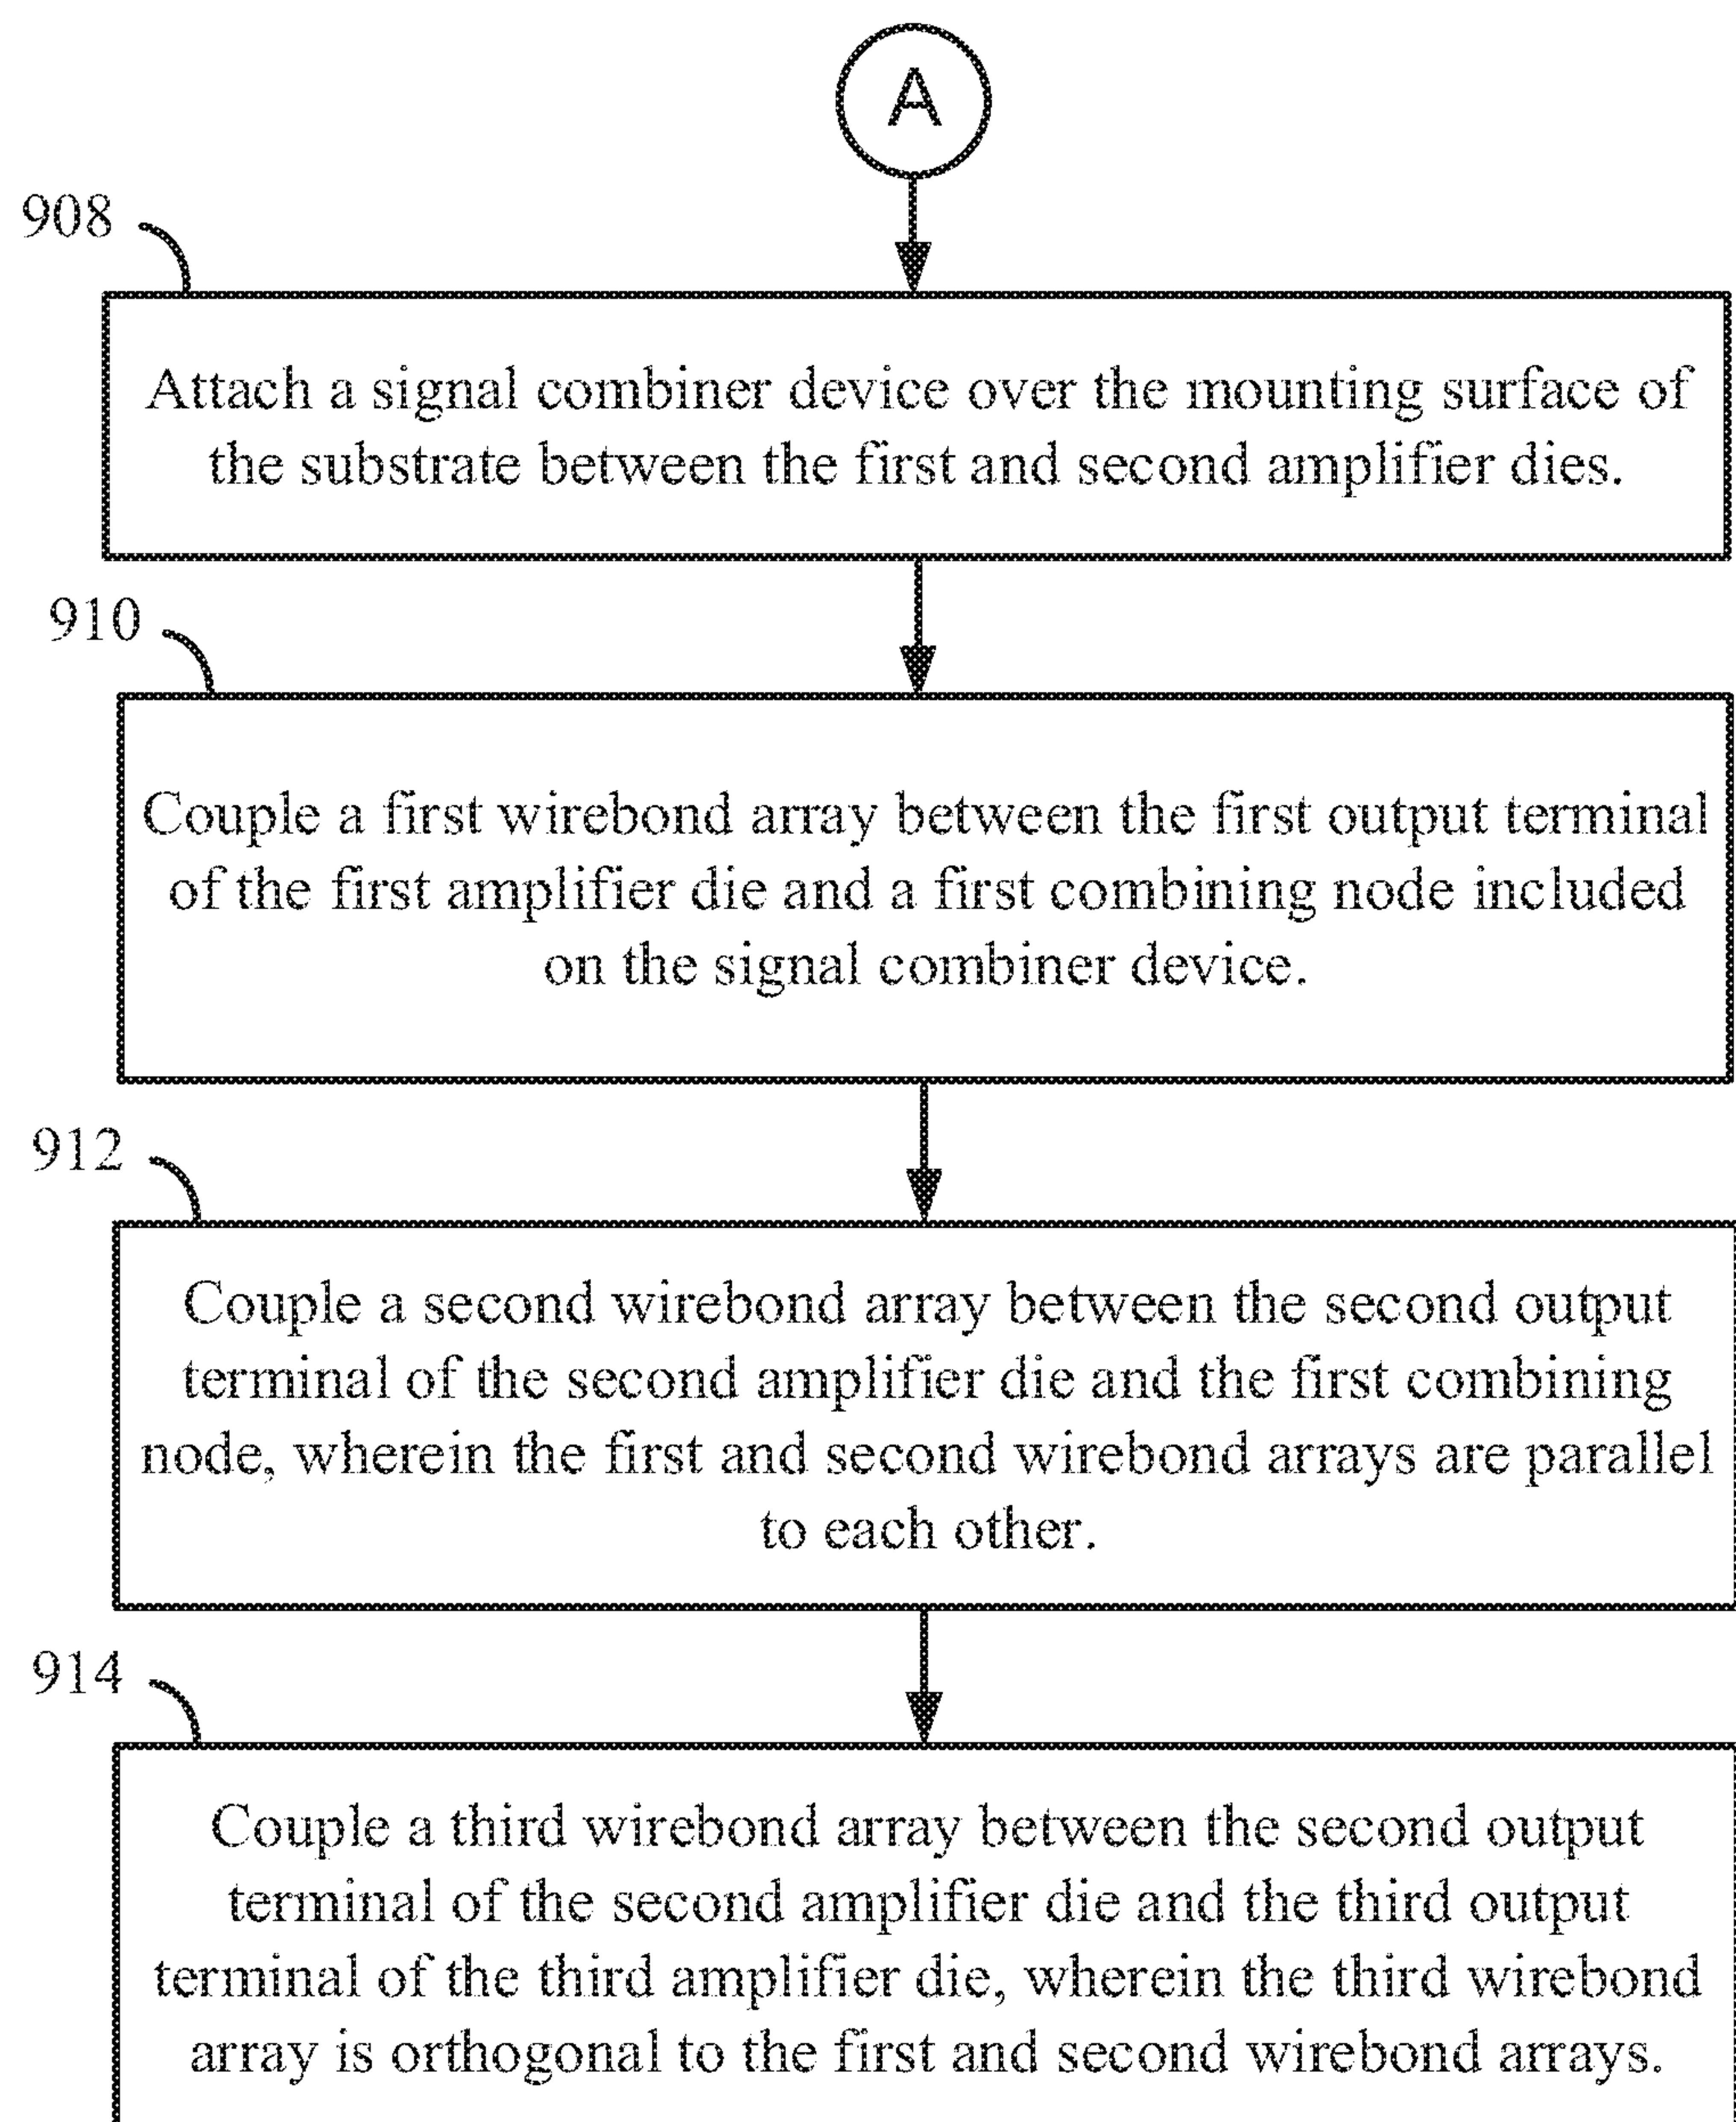 A
908
Attach a signal combiner device over the mounting surface of
the substrate between the first and second amplifier dies.
910
Couple a first wirebond array between the first output terminal
of the first amplifier die and a first combining node included
on the signal combiner device.
912
Couple a second wirebond array between the second output
terminal of the second amplifier die and the first combining
node, wherein the first and second wirebond arrays are parallel
to each other.
914
Couple a third wirebond array between the second output
terminal of the second amplifier die and the third output
terminal of the third amplifier die, wherein the third wirebond
array is orthogonal to the first and second wirebond arrays.